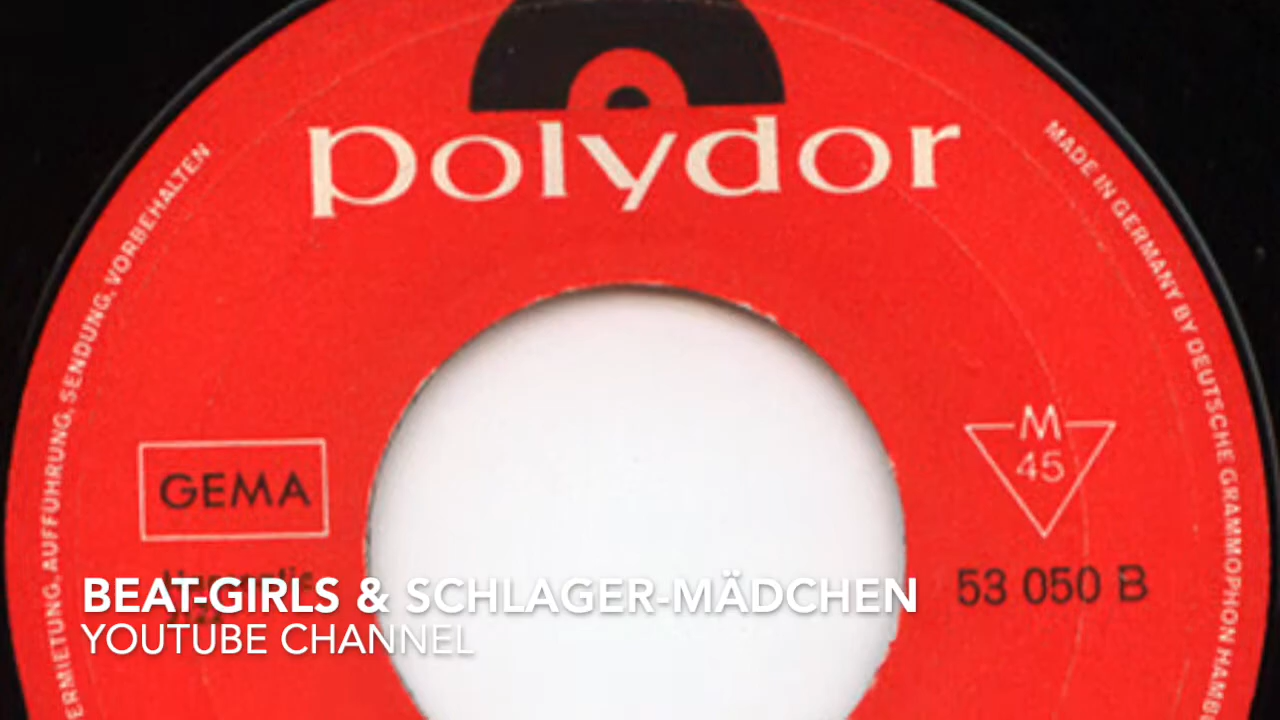 polydor
ERMIETUNG, AUFFÜHRUNG, SENDUNG, VORBEHALTEN
MADE IN GERMANY BY DEUTSCHE GRAMMOPHON HAMB
M
45
GEMA
53 050 B
BEAT-GIRLS & SCHLAGER-MÄDCHEN
YOUTUBE CHANNEL